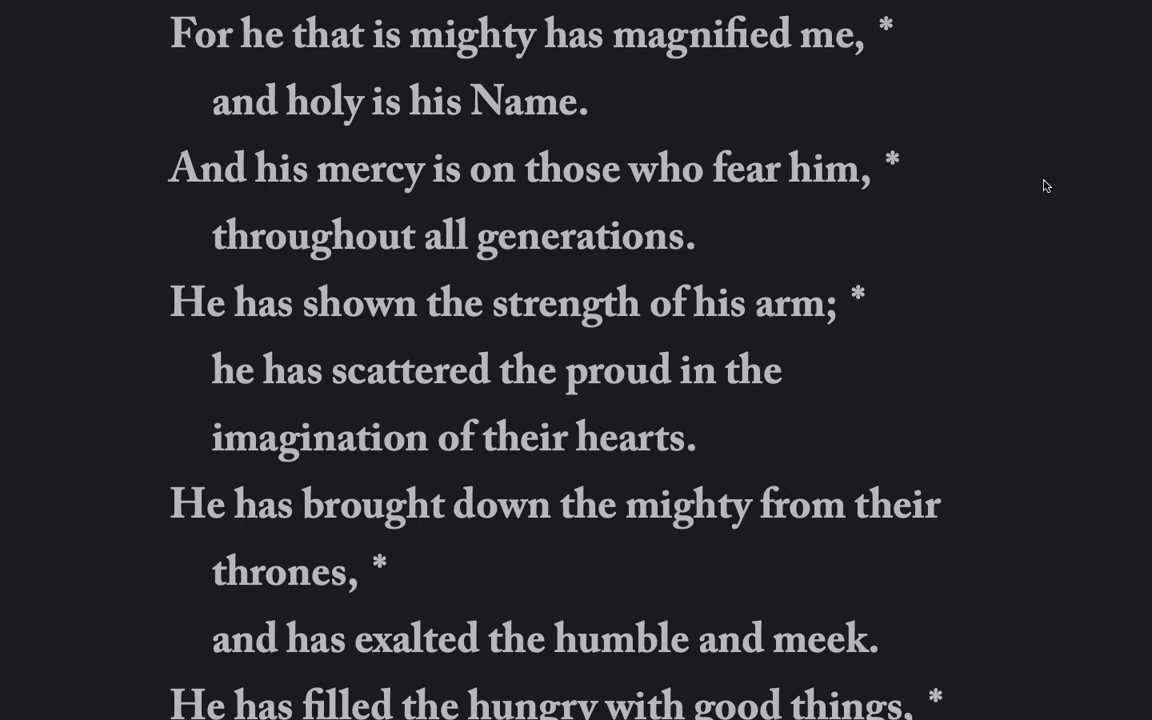 For he that is mighty has magnified me, *
and holy is his Name.
And his mercy is on those who fear him, *
throughout all generations.
He has shown the strength of his arm; *
he has scattered the proud in the
imagination of their hearts.
He has brought down the mighty from their
thrones, *
and has exalted the humble and meek.
He has filled the hungry with good things, *